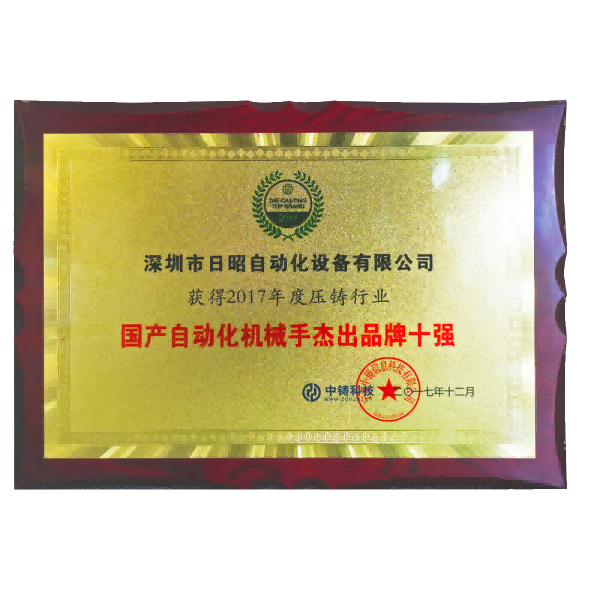 DIE-CASTING
TOP BRAND
深圳市日昭自动化设备有限公司
获得2017年度压铸行业
国产自动化机械手杰出品牌十强
中铸科技
二〇一七年十二月